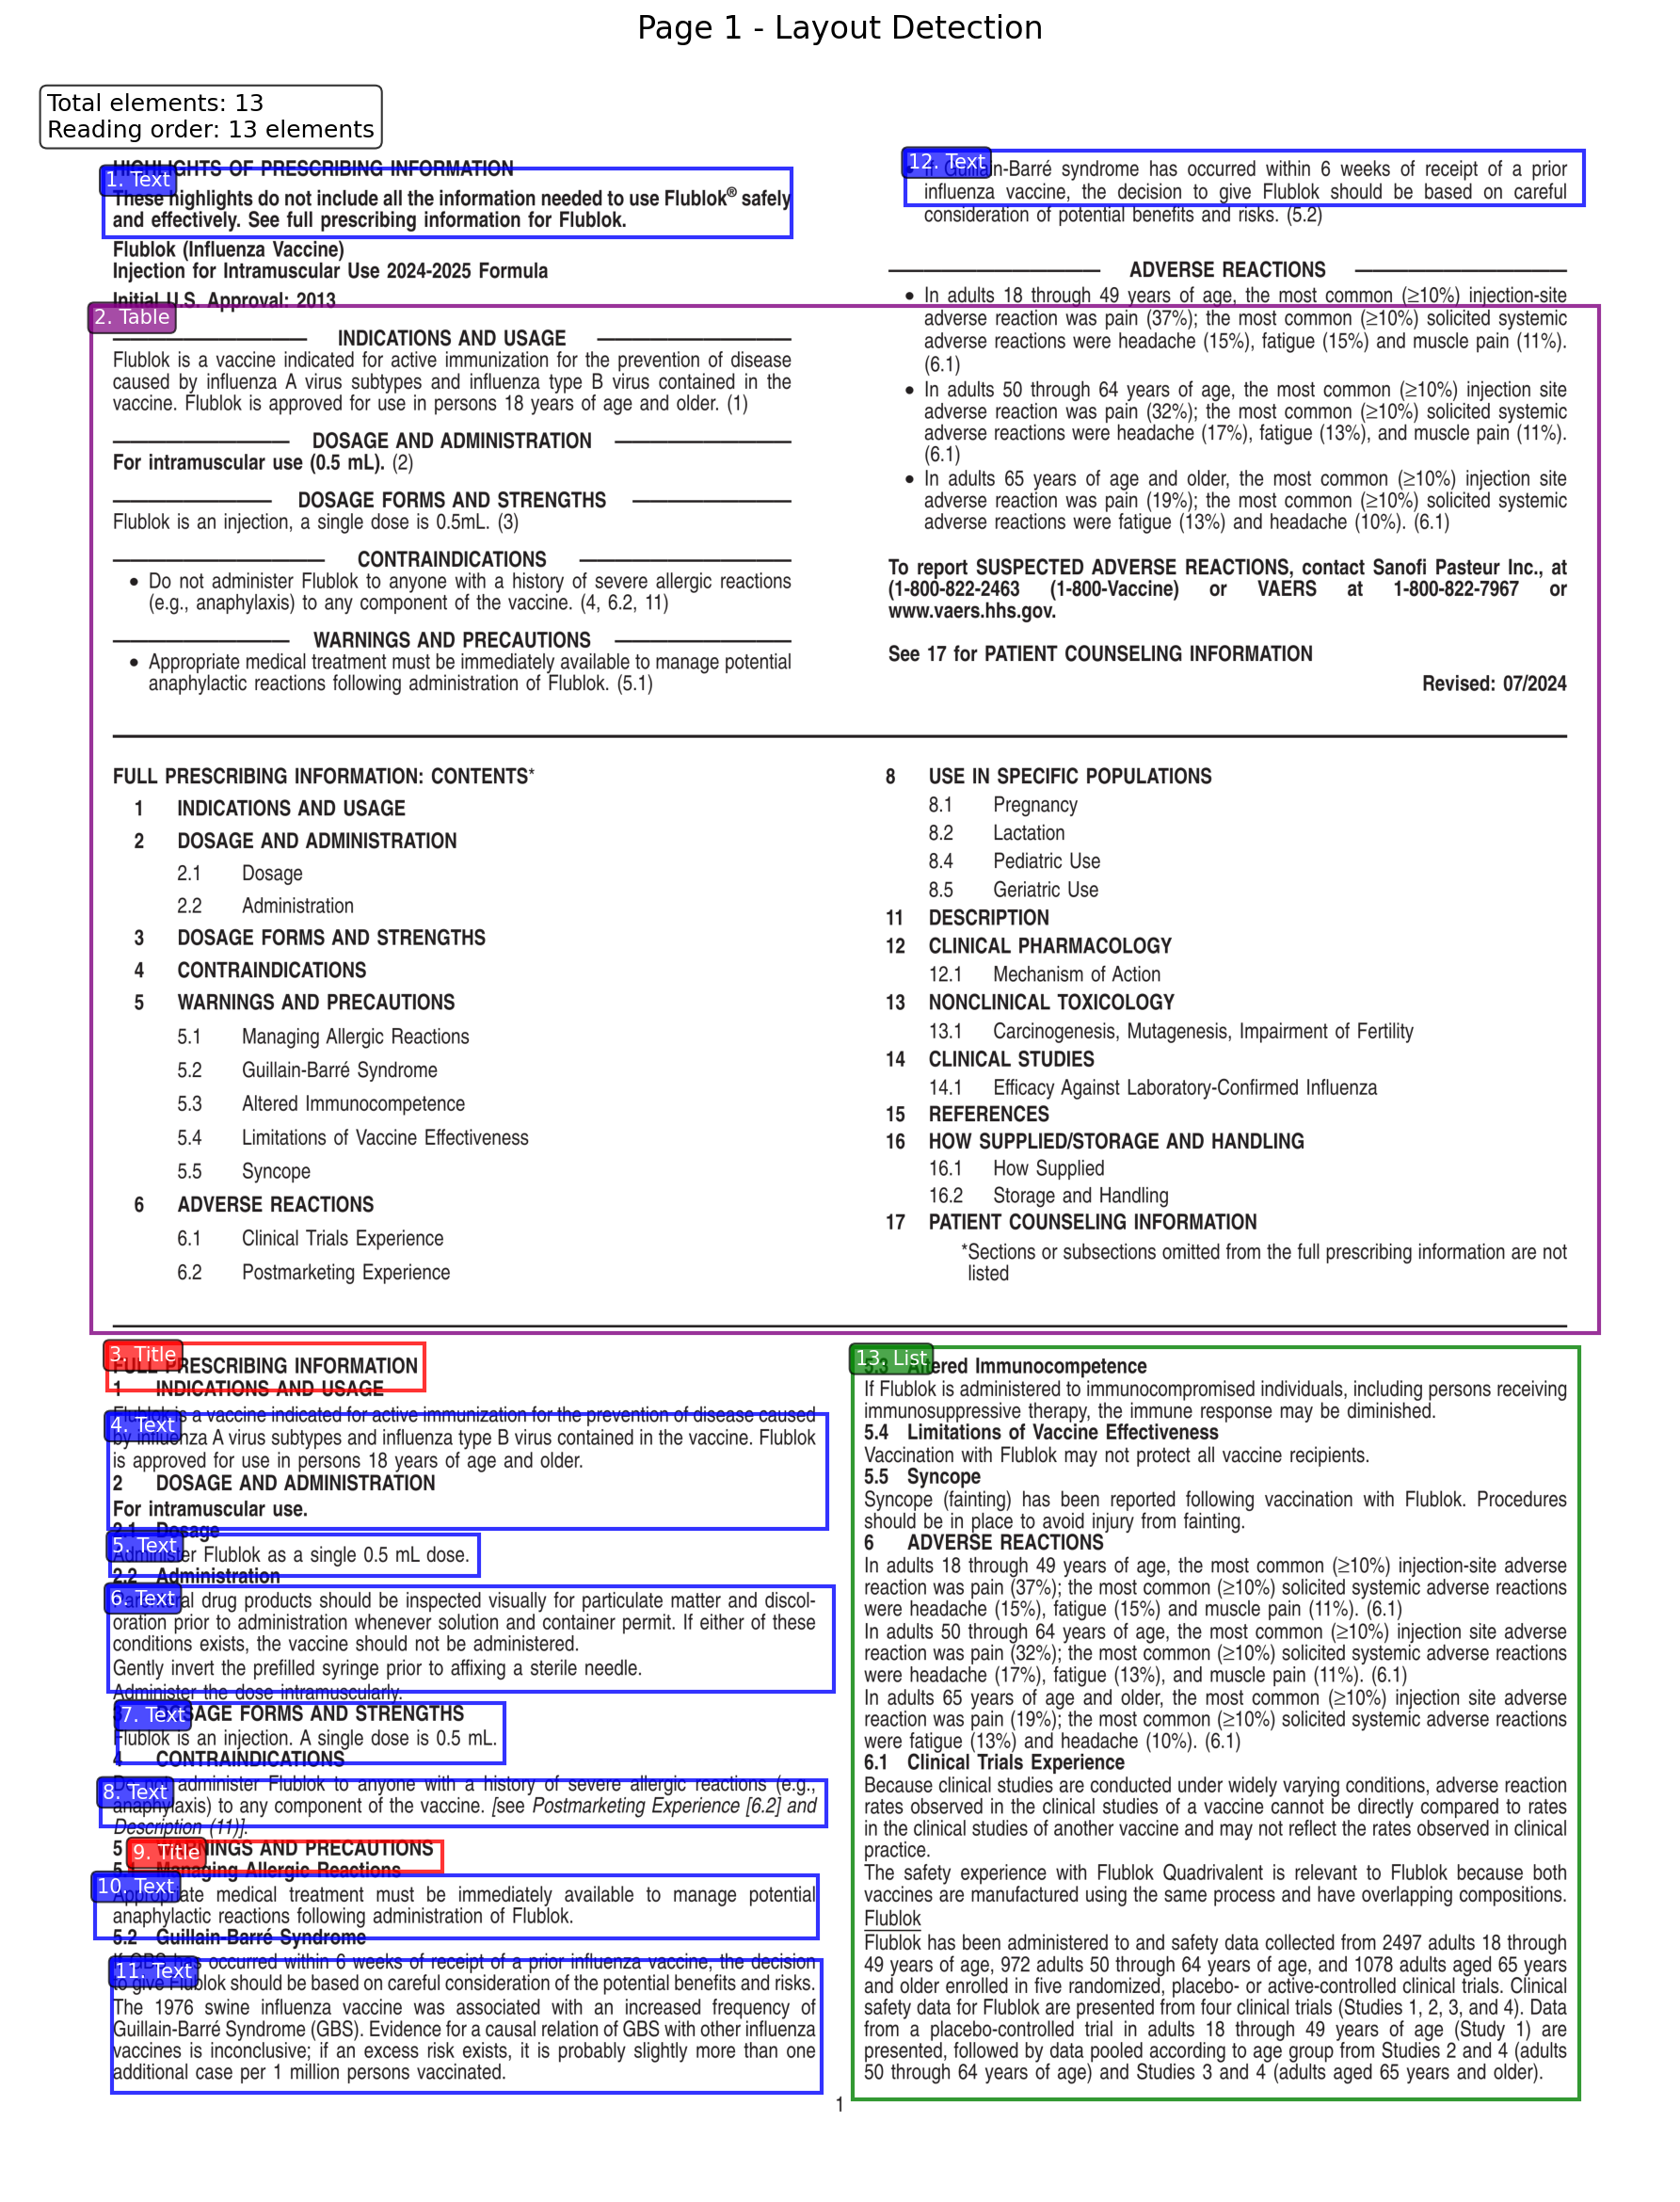 Page 1 - Layout Detection
Total elements: 13
Reading order: 13 elements
HIGHLIGHTS OF PRESCRIBING INFORMATION
1. Text
These highlights do not include all the information needed to use Flublok® safely
and effectively. See full prescribing information for Flublok.
Flublok (Influenza Vaccine)
Injection for Intramuscular Use 2024-2025 Formula
Initial U.S. Approval: 2013
2. Table
INDICATIONS AND USAGE
Flublok is a vaccine indicated for active immunization for the prevention of disease
caused by influenza A virus subtypes and influenza type B virus contained in the
vaccine. Flublok is approved for use in persons 18 years of age and older. (1)
DOSAGE AND ADMINISTRATION
For intramuscular use (0.5 mL). (2)
DOSAGE FORMS AND STRENGTHS
Flublok is an injection, a single dose is 0.5mL. (3)
CONTRAINDICATIONS
• Do not administer Flublok to anyone with a history of severe allergic reactions
(e.g., anaphylaxis) to any component of the vaccine. (4, 6.2, 11)
WARNINGS AND PRECAUTIONS
• Appropriate medical treatment must be immediately available to manage potential
anaphylactic reactions following administration of Flublok. (5.1)
12. Text
• If Guillain-Barré syndrome has occurred within 6 weeks of receipt of a prior
influenza vaccine, the decision to give Flublok should be based on careful
consideration of potential benefits and risks. (5.2)
ADVERSE REACTIONS
• In adults 18 through 49 years of age, the most common (≥10%) injection-site
adverse reaction was pain (37%); the most common (≥10%) solicited systemic
adverse reactions were headache (15%), fatigue (15%) and muscle pain (11%).
(6.1)
• In adults 50 through 64 years of age, the most common (≥10%) injection site
adverse reaction was pain (32%); the most common (≥10%) solicited systemic
adverse reactions were headache (17%), fatigue (13%), and muscle pain (11%).
(6.1)
• In adults 65 years of age and older, the most common (≥10%) injection site
adverse reaction was pain (19%); the most common (≥10%) solicited systemic
adverse reactions were fatigue (13%) and headache (10%). (6.1)
To report SUSPECTED ADVERSE REACTIONS, contact Sanofi Pasteur Inc., at
(1-800-822-2463 (1-800-Vaccine) or VAERS at 1-800-822-7967 or
www.vaers.hhs.gov.
See 17 for PATIENT COUNSELING INFORMATION
Revised: 07/2024
FULL PRESCRIBING INFORMATION: CONTENTS*
1 INDICATIONS AND USAGE
2 DOSAGE AND ADMINISTRATION
2.1 Dosage
2.2 Administration
3 DOSAGE FORMS AND STRENGTHS
4 CONTRAINDICATIONS
5 WARNINGS AND PRECAUTIONS
5.1 Managing Allergic Reactions
5.2 Guillain-Barré Syndrome
5.3 Altered Immunocompetence
5.4 Limitations of Vaccine Effectiveness
5.5 Syncope
6 ADVERSE REACTIONS
6.1 Clinical Trials Experience
6.2 Postmarketing Experience
8 USE IN SPECIFIC POPULATIONS
8.1 Pregnancy
8.2 Lactation
8.4 Pediatric Use
8.5 Geriatric Use
11 DESCRIPTION
12 CLINICAL PHARMACOLOGY
12.1 Mechanism of Action
13 NONCLINICAL TOXICOLOGY
13.1 Carcinogenesis, Mutagenesis, Impairment of Fertility
14 CLINICAL STUDIES
14.1 Efficacy Against Laboratory-Confirmed Influenza
15 REFERENCES
16 HOW SUPPLIED/STORAGE AND HANDLING
16.1 How Supplied
16.2 Storage and Handling
17 PATIENT COUNSELING INFORMATION
*Sections or subsections omitted from the full prescribing information are not
listed
3. Title
FULL PRESCRIBING INFORMATION
1 INDICATIONS AND USAGE
Flublok is a vaccine indicated for active immunization for the prevention of disease caused
4. Text
by influenza A virus subtypes and influenza type B virus contained in the vaccine. Flublok
is approved for use in persons 18 years of age and older.
2 DOSAGE AND ADMINISTRATION
For intramuscular use.
2.1 Dosage
5. Text
Administer Flublok as a single 0.5 mL dose.
2.2 Administration
6. Text
Parenteral drug products should be inspected visually for particulate matter and discol-
oration prior to administration whenever solution and container permit. If either of these
conditions exists, the vaccine should not be administered.
Gently invert the prefilled syringe prior to affixing a sterile needle.
Administer the dose intramuscularly.
7. Text
3 DOSAGE FORMS AND STRENGTHS
Flublok is an injection. A single dose is 0.5 mL.
4 CONTRAINDICATIONS
8. Text
Do not administer Flublok to anyone with a history of severe allergic reactions (e.g.,
anaphylaxis) to any component of the vaccine. [see Postmarketing Experience [6.2] and
Description (11)].
9. Title
5 WARNINGS AND PRECAUTIONS
5.1 Managing Allergic Reactions
10. Text
Appropriate medical treatment must be immediately available to manage potential
anaphylactic reactions following administration of Flublok.
5.2 Guillain-Barré Syndrome
If GBS has occurred within 6 weeks of receipt of a prior influenza vaccine, the decision
11. Text
to give Flublok should be based on careful consideration of the potential benefits and risks.
The 1976 swine influenza vaccine was associated with an increased frequency of
Guillain-Barré Syndrome (GBS). Evidence for a causal relation of GBS with other influenza
vaccines is inconclusive; if an excess risk exists, it is probably slightly more than one
additional case per 1 million persons vaccinated.
13. List
5.3 Altered Immunocompetence
If Flublok is administered to immunocompromised individuals, including persons receiving
immunosuppressive therapy, the immune response may be diminished.
5.4 Limitations of Vaccine Effectiveness
Vaccination with Flublok may not protect all vaccine recipients.
5.5 Syncope
Syncope (fainting) has been reported following vaccination with Flublok. Procedures
should be in place to avoid injury from fainting.
6 ADVERSE REACTIONS
In adults 18 through 49 years of age, the most common (≥10%) injection-site adverse
reaction was pain (37%); the most common (≥10%) solicited systemic adverse reactions
were headache (15%), fatigue (15%) and muscle pain (11%). (6.1)
In adults 50 through 64 years of age, the most common (≥10%) injection site adverse
reaction was pain (32%); the most common (≥10%) solicited systemic adverse reactions
were headache (17%), fatigue (13%), and muscle pain (11%). (6.1)
In adults 65 years of age and older, the most common (≥10%) injection site adverse
reaction was pain (19%); the most common (≥10%) solicited systemic adverse reactions
were fatigue (13%) and headache (10%). (6.1)
6.1 Clinical Trials Experience
Because clinical studies are conducted under widely varying conditions, adverse reaction
rates observed in the clinical studies of a vaccine cannot be directly compared to rates
in the clinical studies of another vaccine and may not reflect the rates observed in clinical
practice.
The safety experience with Flublok Quadrivalent is relevant to Flublok because both
vaccines are manufactured using the same process and have overlapping compositions.
Flublok
Flublok has been administered to and safety data collected from 2497 adults 18 through
49 years of age, 972 adults 50 through 64 years of age, and 1078 adults aged 65 years
and older enrolled in five randomized, placebo- or active-controlled clinical trials. Clinical
safety data for Flublok are presented from four clinical trials (Studies 1, 2, 3, and 4). Data
from a placebo-controlled trial in adults 18 through 49 years of age (Study 1) are
presented, followed by data pooled according to age group from Studies 2 and 4 (adults
50 through 64 years of age) and Studies 3 and 4 (adults aged 65 years and older).
1